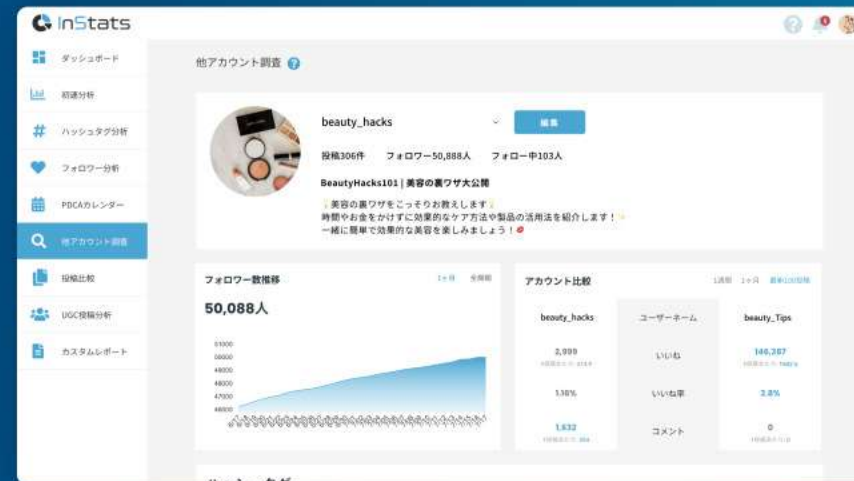 InStats
ダッシュボード
初速分析
ハッシュタグ分析
フォロワー分析
PDCAカレンダー
他アカウント調査
投稿比較
UGC投稿分析
カスタムレポート
他アカウント調査 ?
beauty_hacks
編集
投稿306件 フォロワー50,888人 フォロー中103人
BeautyHacks101 | 美容の裏ワザ大公開
美容の裏ワザをこっそりお教えします
時間やお金をかけずに効果的なケア方法や製品の活用法を紹介します！
一緒に簡単で効果的な美容を楽しみましょう！
フォロワー数推移
1ヶ月 全期間
50,088人
51000
50000
49000
48000
47000
46000
アカウント比較
1週間 1ヶ月 最新100投稿
beauty_hacks ユーザーネーム beauty_Tips
2,999 いいね 146,287
1.16% いいね率 2.8%
1,632 コメント 0